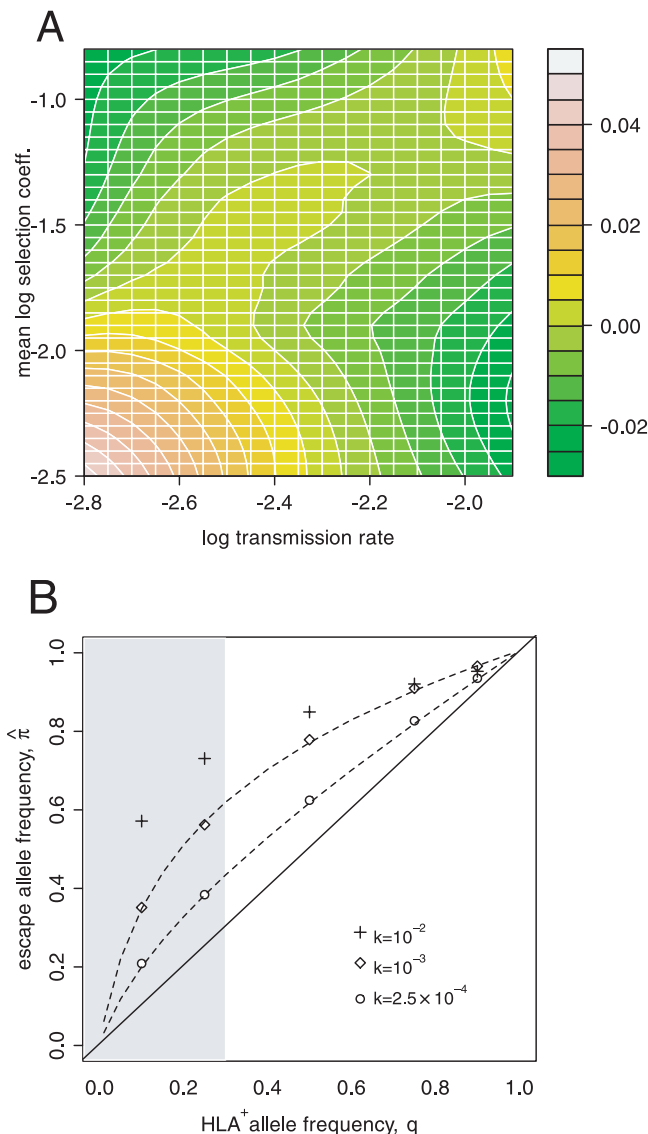 A
mean log selection coeff.
-1.0
-1.5
-2.0
-2.5
-2.8
-2.6
-2.4
-2.2
-2.0
log transmission rate
0.04
0.02
0.00
-0.02
B
escape allele frequency, π̂
1.0
0.8
0.6
0.4
0.2
0.0
k=10⁻²
k=10⁻³
k=2.5 × 10⁻⁴
0.0
0.2
0.4
0.6
0.8
1.0
HLA⁺ allele frequency, q